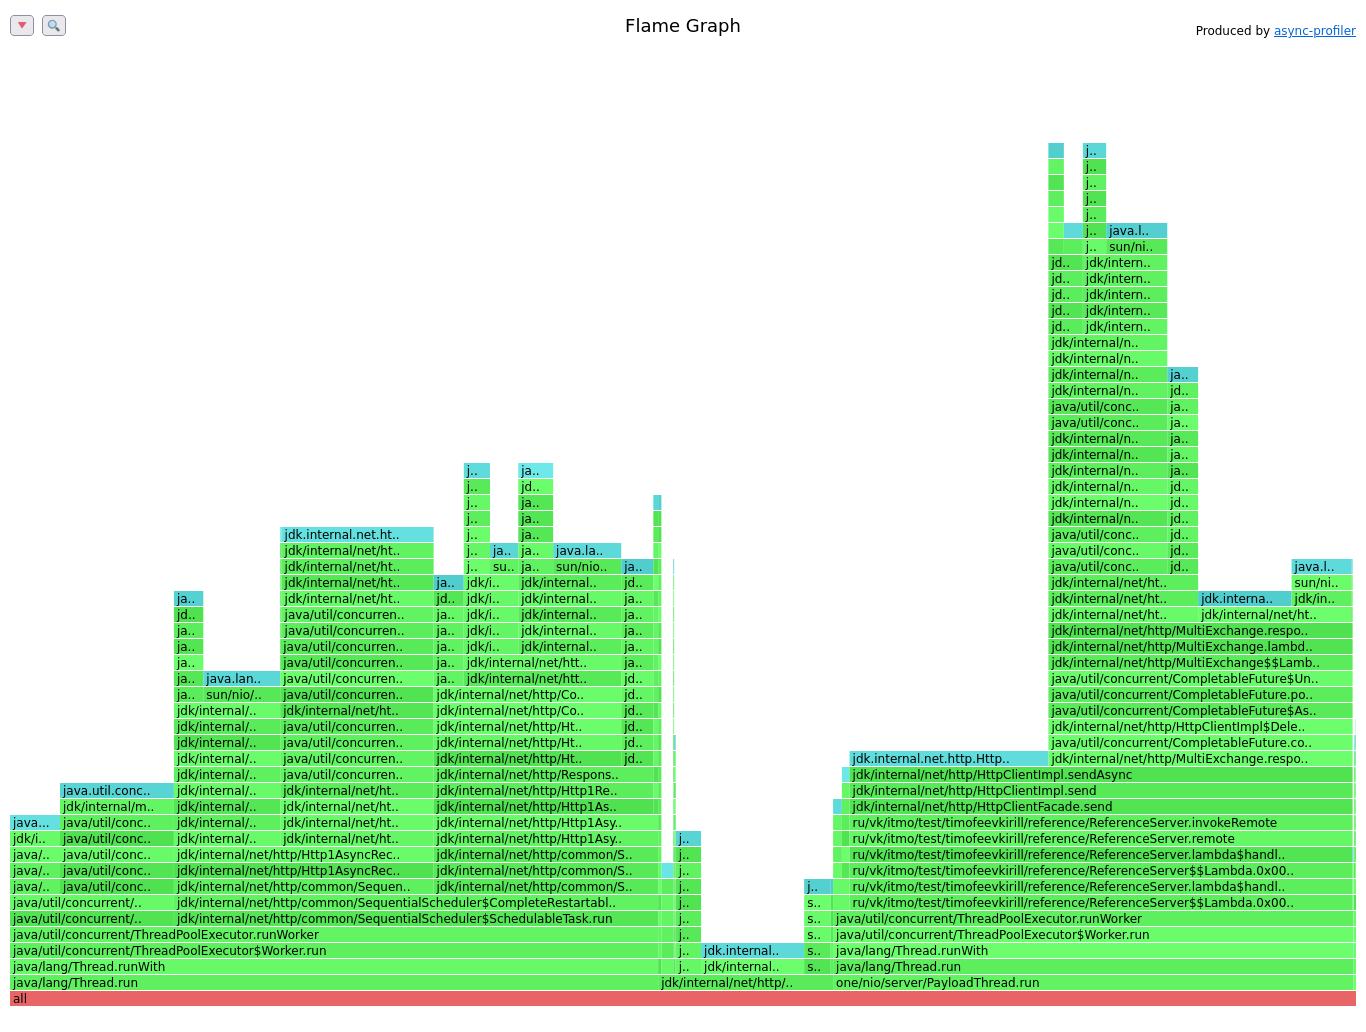 Flame Graph
Produced by async-profiler
j..
j..
j..
j..
j..
j.. java.l..
j.. sun/ni..
jd.. jdk/intern..
jd.. jdk/intern..
jd.. jdk/intern..
jd.. jdk/intern..
jd.. jdk/intern..
jdk/internal/n..
jdk/internal/n..
jdk/internal/n.. ja..
jdk/internal/n.. jd..
java/util/conc.. ja..
java/util/conc.. ja..
jdk/internal/n.. ja..
jdk/internal/n.. ja..
j.. ja.. jdk/internal/n.. ja..
j.. jd.. jdk/internal/n.. jd..
j.. ja.. jdk/internal/n.. jd..
j.. ja.. jdk/internal/n.. jd..
jdk.internal.net.ht.. j.. ja.. java/util/conc.. jd..
jdk/internal/net/ht.. j.. ja.. ja.. java.la.. java/util/conc.. jd..
jdk/internal/net/ht.. j.. su.. ja.. sun/nio.. ja.. java/util/conc.. jd.. java.l..
jdk/internal/net/ht.. ja.. jdk/i.. jdk/internal.. jd.. jdk/internal/net/ht.. sun/ni..
ja.. jdk/internal/net/ht.. jd.. jdk/i.. jdk/internal.. ja.. jdk/internal/net/ht.. jdk.interna.. jdk/in..
jd.. java/util/concurren.. ja.. jdk/i.. jdk/internal.. ja.. jdk/internal/net/ht.. jdk/internal/net/ht..
ja.. java/util/concurren.. ja.. jdk/i.. jdk/internal.. ja.. jdk/internal/net/http/MultiExchange.respo..
ja.. java/util/concurren.. ja.. jdk/i.. jdk/internal.. ja.. jdk/internal/net/http/MultiExchange.lambd..
ja.. java/util/concurren.. ja.. jdk/internal/net/htt.. ja.. jdk/internal/net/http/MultiExchange$$Lamb..
ja.. java.lan.. java/util/concurren.. ja.. jdk/internal/net/htt.. jd.. java/util/concurrent/CompletableFuture$Un..
ja.. sun/nio/.. java/util/concurren.. jdk/internal/net/http/Co.. jd.. java/util/concurrent/CompletableFuture.po..
jdk/internal/.. jdk/internal/net/ht.. jdk/internal/net/http/Co.. jd.. java/util/concurrent/CompletableFuture$As..
jdk/internal/.. java/util/concurren.. jdk/internal/net/http/Ht.. jd.. jdk/internal/net/http/HttpClientImpl$Dele..
jdk/internal/.. java/util/concurren.. jdk/internal/net/http/Ht.. jd.. java/util/concurrent/CompletableFuture.co..
jdk/internal/.. java/util/concurren.. jdk/internal/net/http/Ht.. jd.. jdk.internal.net.http.Http.. jdk/internal/net/http/MultiExchange.respo..
jdk/internal/.. java/util/concurren.. jdk/internal/net/http/Respons.. jdk/internal/net/http/HttpClientImpl.sendAsync
java.util.conc.. jdk/internal/.. jdk/internal/net/ht.. jdk/internal/net/http/Http1Re.. jdk/internal/net/http/HttpClientImpl.send
jdk/internal/m.. jdk/internal/.. jdk/internal/net/ht.. jdk/internal/net/http/Http1As.. jdk/internal/net/http/HttpClientFacade.send
java... java/util/conc.. jdk/internal/.. jdk/internal/net/ht.. jdk/internal/net/http/Http1Asy.. ru/vk/itmo/test/timofeevkirill/reference/ReferenceServer.invokeRemote
jdk/i.. java/util/conc.. jdk/internal/.. jdk/internal/net/ht.. jdk/internal/net/http/Http1Asy.. j.. ru/vk/itmo/test/timofeevkirill/reference/ReferenceServer.remote
java/.. java/util/conc.. jdk/internal/net/http/Http1AsyncRec.. jdk/internal/net/http/common/S.. j.. ru/vk/itmo/test/timofeevkirill/reference/ReferenceServer.lambda$handl..
java/.. java/util/conc.. jdk/internal/net/http/Http1AsyncRec.. jdk/internal/net/http/common/S.. j.. ru/vk/itmo/test/timofeevkirill/reference/ReferenceServer$$Lambda.0x00..
java/.. java/util/conc.. jdk/internal/net/http/common/Sequen.. jdk/internal/net/http/common/S.. j.. j.. ru/vk/itmo/test/timofeevkirill/reference/ReferenceServer.lambda$handl..
java/util/concurrent/.. jdk/internal/net/http/common/SequentialScheduler$CompleteRestartabl.. j.. s.. ru/vk/itmo/test/timofeevkirill/reference/ReferenceServer$$Lambda.0x00..
java/util/concurrent/.. jdk/internal/net/http/common/SequentialScheduler$SchedulableTask.run j.. s.. java/util/concurrent/ThreadPoolExecutor.runWorker
java/util/concurrent/ThreadPoolExecutor.runWorker j.. s.. java/util/concurrent/ThreadPoolExecutor$Worker.run
java/util/concurrent/ThreadPoolExecutor$Worker.run j.. jdk.internal.. s.. java/lang/Thread.runWith
java/lang/Thread.runWith j.. jdk/internal.. s.. java/lang/Thread.run
java/lang/Thread.run jdk/internal/net/http/.. one/nio/server/PayloadThread.run
all